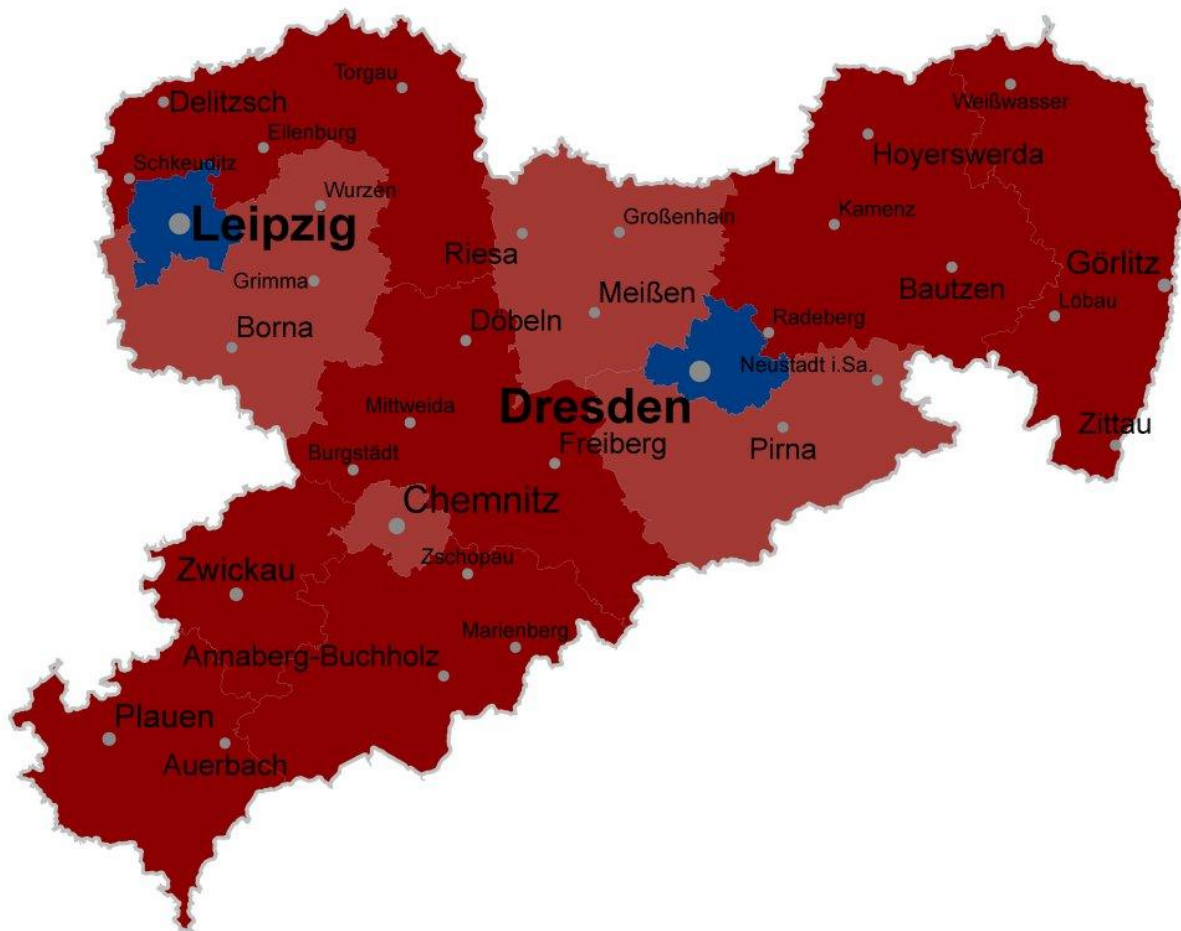 Torgau
Weißwasser
Delitzsch
Eilenburg
Hoyerswerda
Schkeuditz
Wurzen
Großenhain
Kamenz
Leipzig
Riesa
Görlitz
Grimma
Meißen
Bautzen
Löbau
Borna
Döbeln
Radeberg
Neustadt i.Sa.
Mittweida
Dresden
Zittau
Burgstädt
Freiberg
Pirna
Chemnitz
Zschopau
Zwickau
Marienberg
Annaberg-Buchholz
Plauen
Auerbach